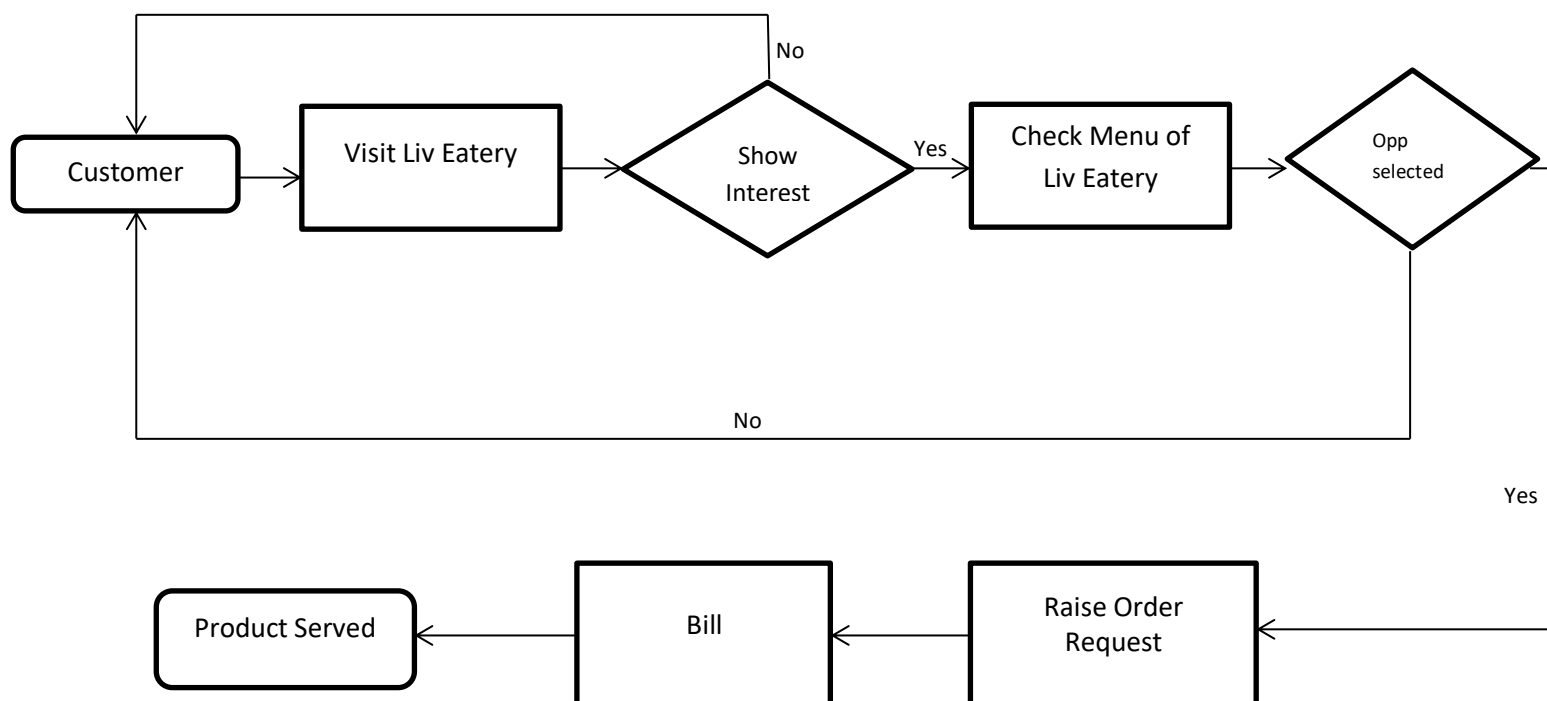 No
Customer
Visit Liv Eatery
Show
Interest
Yes
Check Menu of
Liv Eatery
Opp
selected
No
Yes
Product Served
Bill
Raise Order
Request